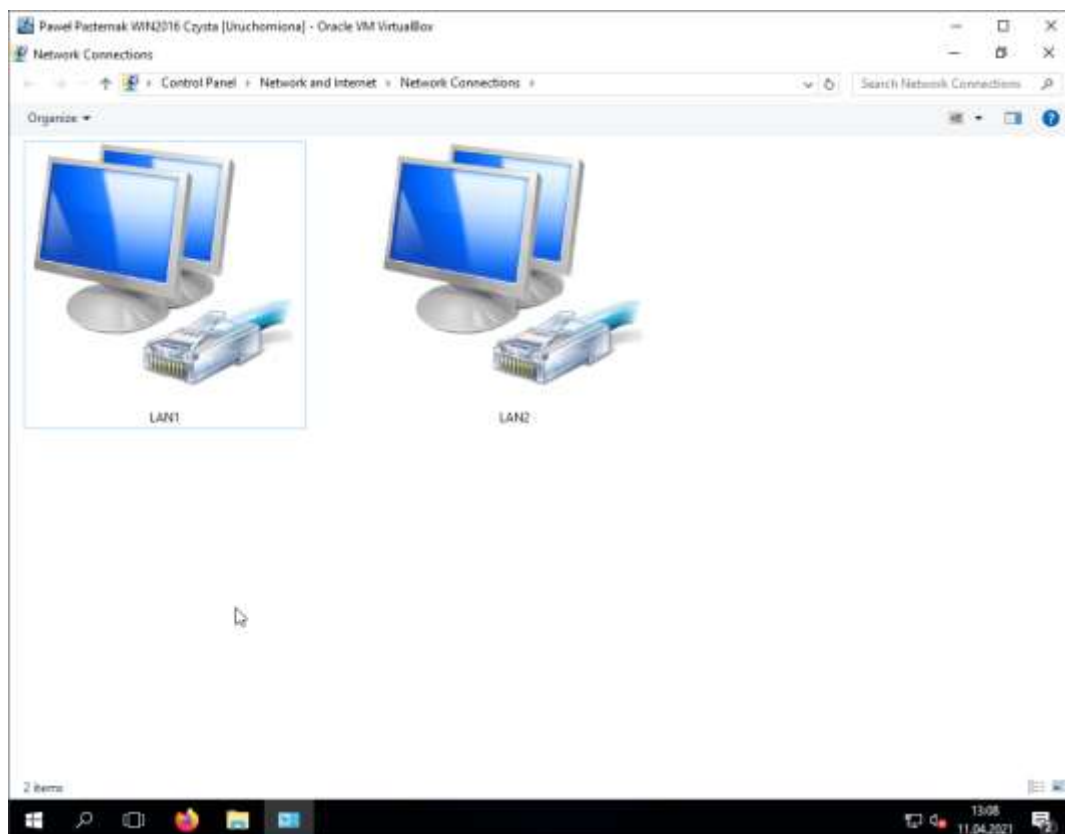 Paweł Pasternak WIN2016 Czysta [Uruchomiona] - Oracle VM VirtualBox
Network Connections
Control Panel › Network and Internet › Network Connections ›
Search Network Connections
Organize
LAN1
LAN2
2 items
13:08
11.04.2021